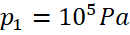 p₁ = 10⁵ Pa